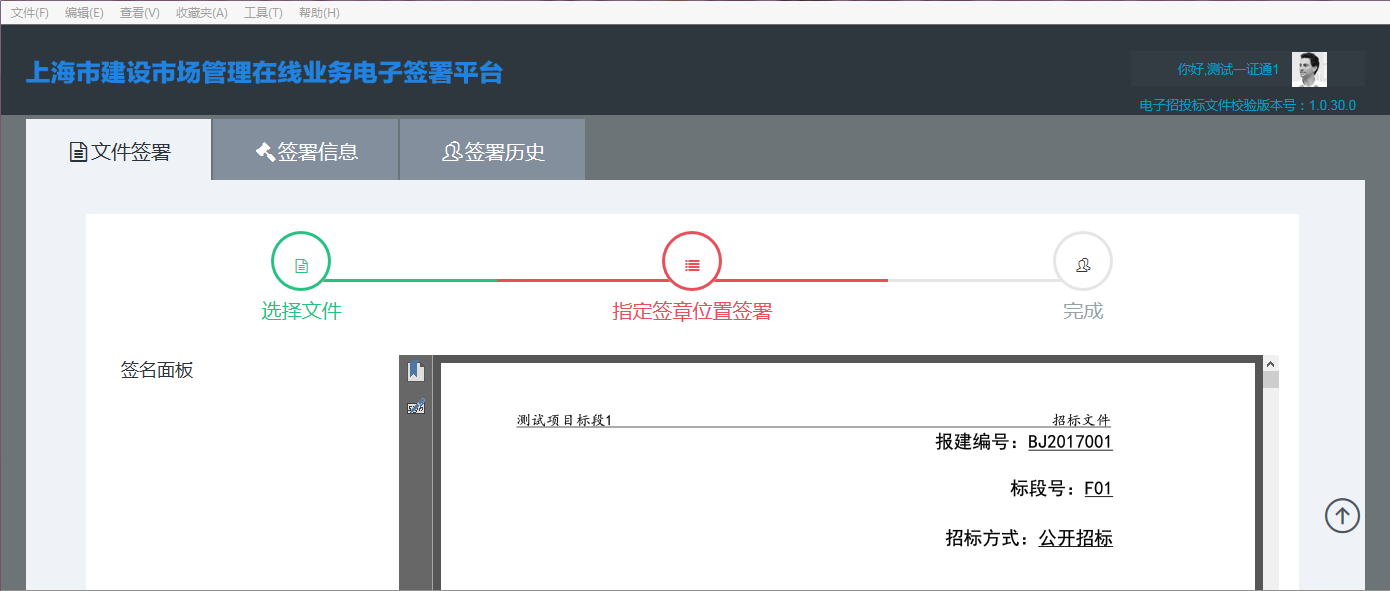 文件(F) 编辑(E) 查看(V) 收藏夹(A) 工具(T) 帮助(H)
上海市建设市场管理在线业务电子签署平台
你好,测试一证通1
电子招投标文件校验版本号：1.0.30.0
文件签署 签署信息 签署历史
选择文件 指定签章位置签署 完成
签名面板
测试项目标段1 招标文件
报建编号：BJ2017001
标段号：F01
招标方式：公开招标